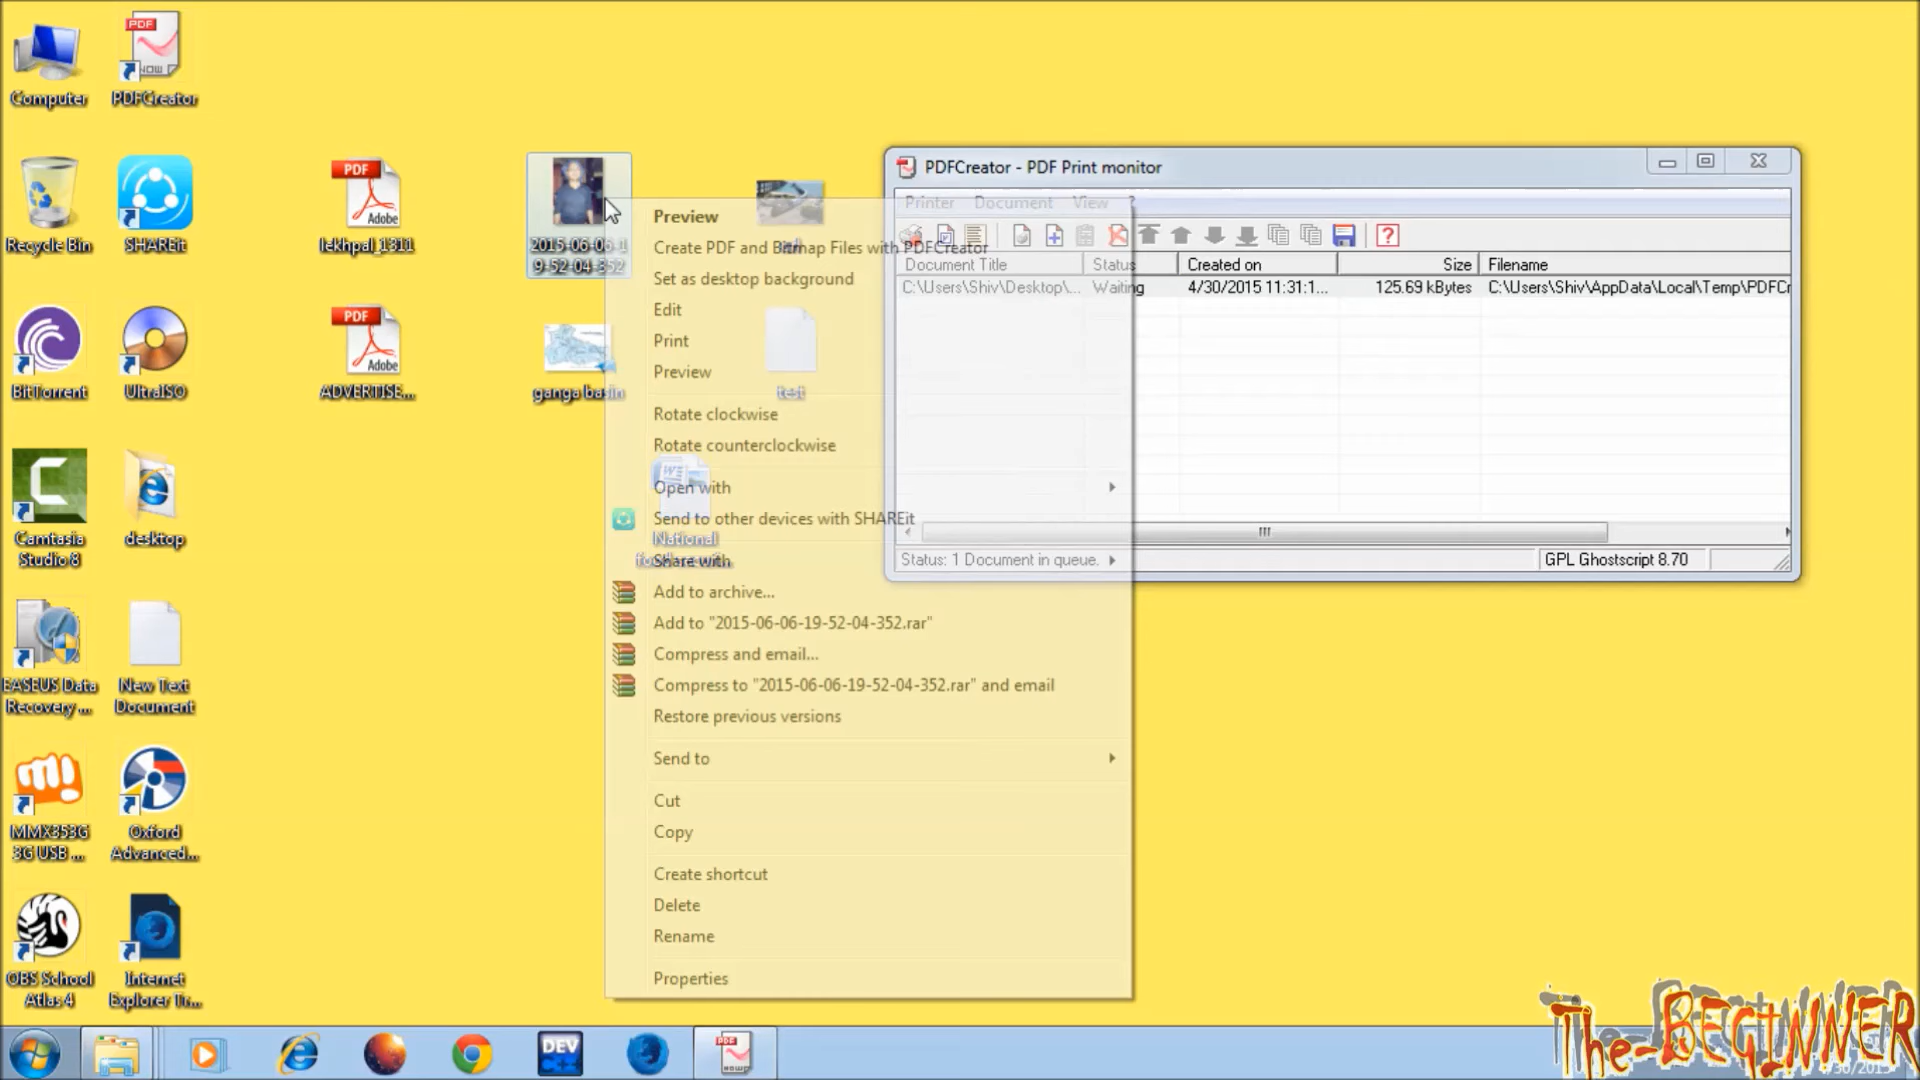 Computer
PDFCreator
Recycle Bin
SHAREit
lekhpal_1311
2015-06-06-1
9-52-04-352
BitTorrent
UltraISO
ADVERTISE...
ganga basin
test
Camtasia
Studio 8
desktop
National
EASEUS Data
Recovery ...
New Text
Document
MMX353G
3G USB ...
Oxford
Advanced...
OBS School
Atlas 4
Internet
Explorer Tr...
PDFCreator - PDF Print monitor
Printer Document View ?
Document Title Status Created on Size Filename
C:\Users\Shiv\Desktop\... Waiting 4/30/2015 11:31:1... 125.69 kBytes C:\Users\Shiv\AppData\Local\Temp\PDFCr
Status: 1 Document in queue. GPL Ghostscript 8.70
Preview
Create PDF and Bitmap Files with PDFCreator
Set as desktop background
Edit
Print
Preview
Rotate clockwise
Rotate counterclockwise
Open with
Send to other devices with SHAREit
Share with
Add to archive...
Add to "2015-06-06-19-52-04-352.rar"
Compress and email...
Compress to "2015-06-06-19-52-04-352.rar" and email
Restore previous versions
Send to
Cut
Copy
Create shortcut
Delete
Rename
Properties
DEV
C++
The-BEGINNER
4/30/2015